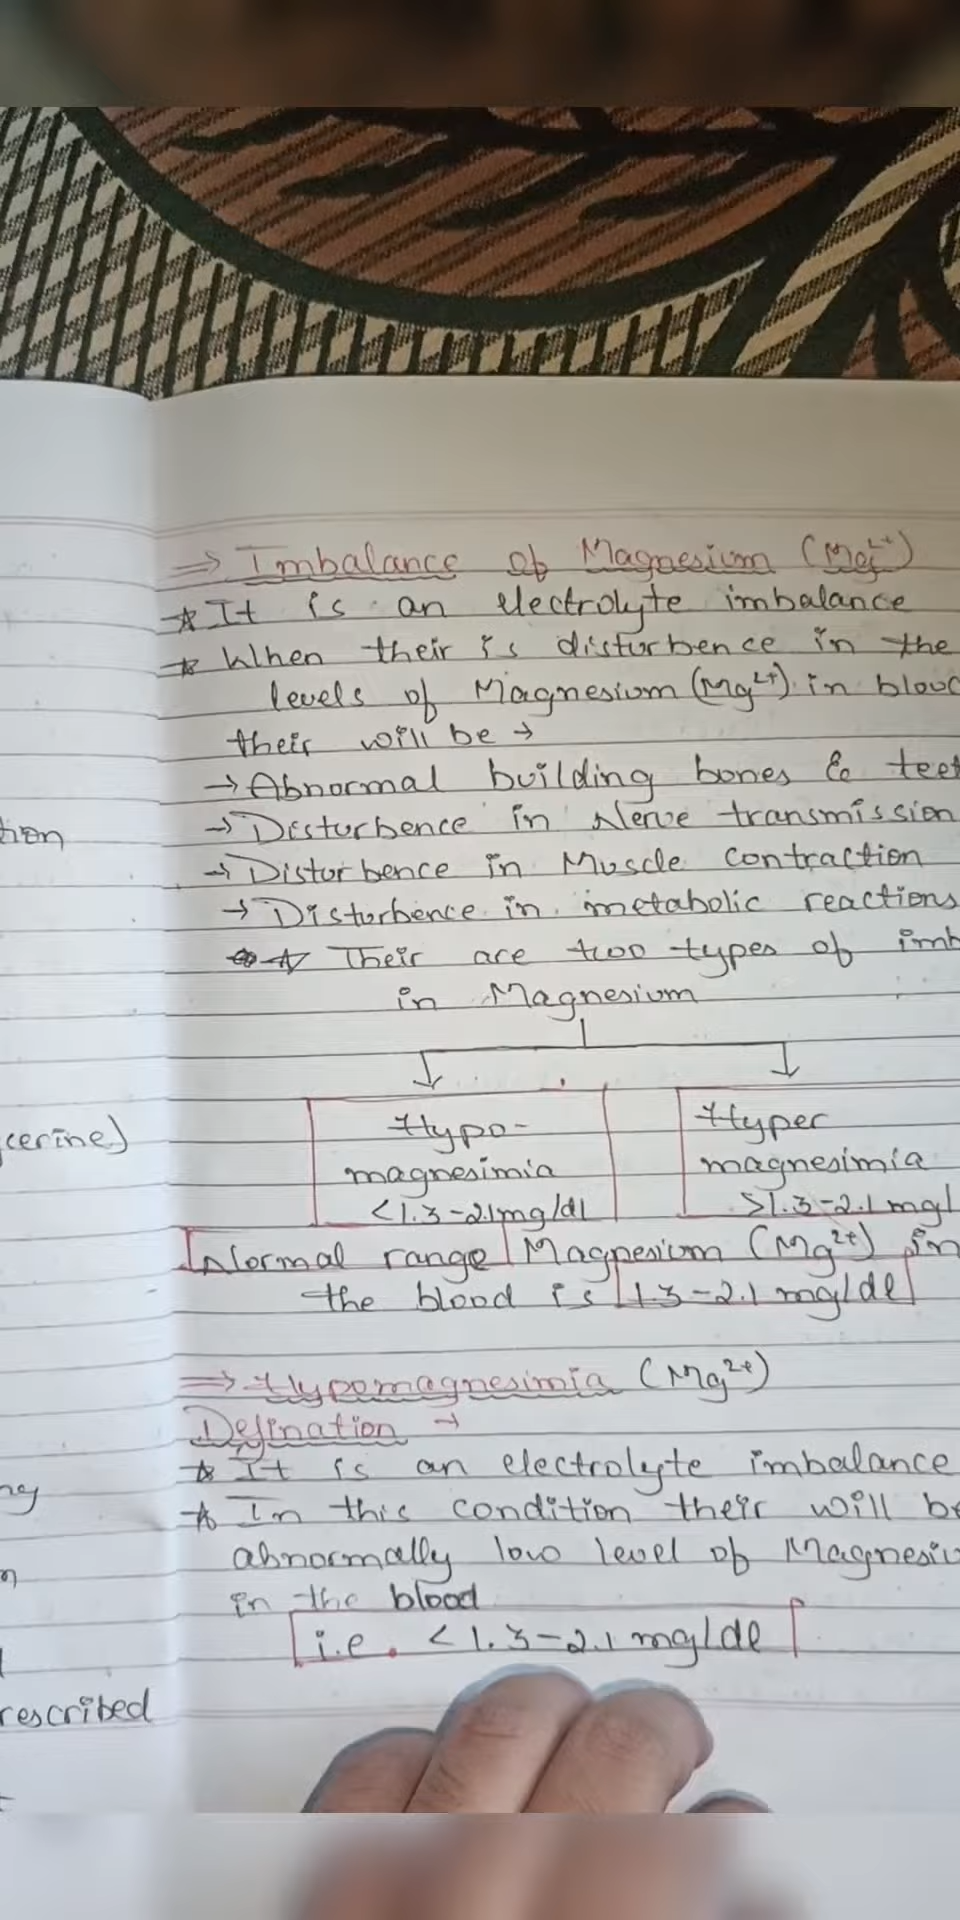 ⇒ Imbalance of Magnesium (Mg²⁺)
* It is an electrolyte imbalance
* When their is disturbence in the
levels of Magnesium (Mg²⁺) in blood
their will be →
→ Abnormal building bones & teet
tion
→ Disturbence in Nerve transmission
→ Disturbence in Muscle contraction
→ Disturbence in metabolic reactions
* Their are two types of imb
in Magnesium
cerine)
Hypo-
magnesimia
<1.3-2.1mg/dl
Hyper
magnesimia
>1.3-2.1 mg/
Normal range Magnesium (Mg²⁺) in
the blood is 1.3-2.1 mg/dl
⇒ Hypomagnesimia (Mg²⁺)
Defination →
* It is an electrolyte imbalance
ny
* In this condition their will be
abnormally low level of Magnesiu
n
in the blood
i.e. <1.3-2.1 mg/dl
rescribed